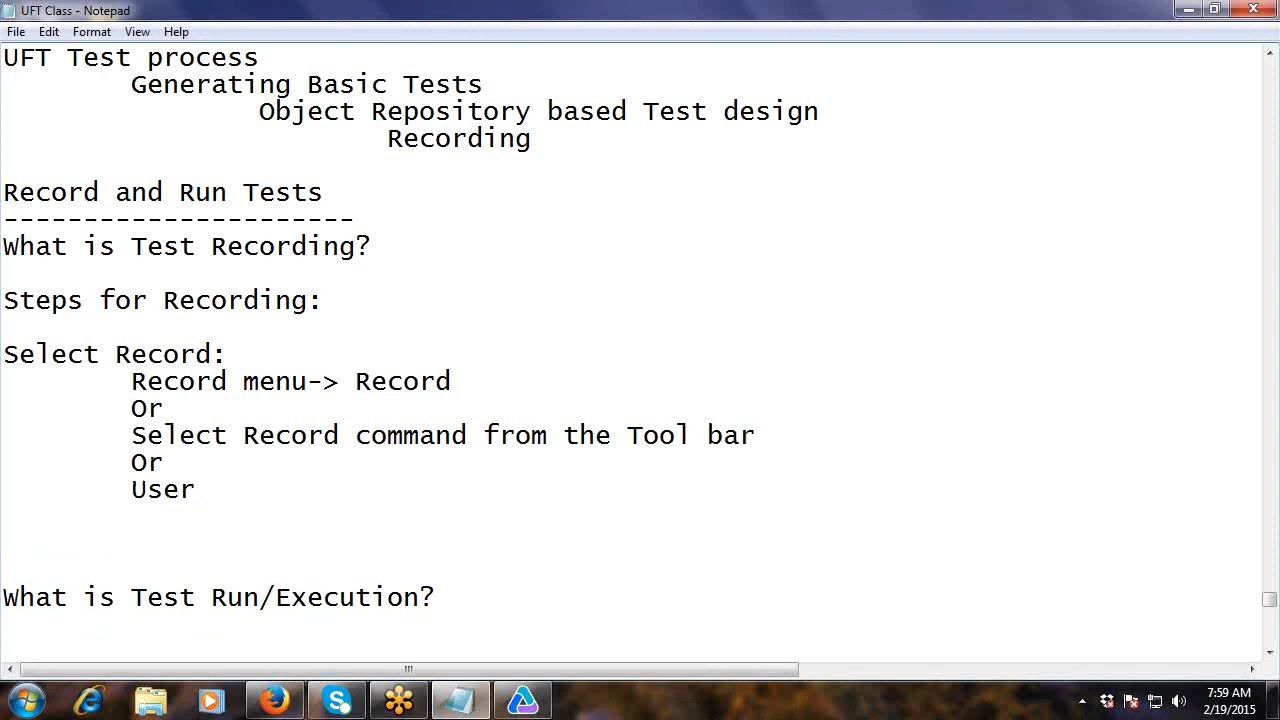 UFT Class - Notepad
File Edit Format View Help
UFT Test process
Generating Basic Tests
Object Repository based Test design
Recording
Record and Run Tests
----------------------
What is Test Recording?
Steps for Recording:
Select Record:
Record menu-> Record
Or
Select Record command from the Tool bar
Or
User
What is Test Run/Execution?
7:59 AM
2/19/2015